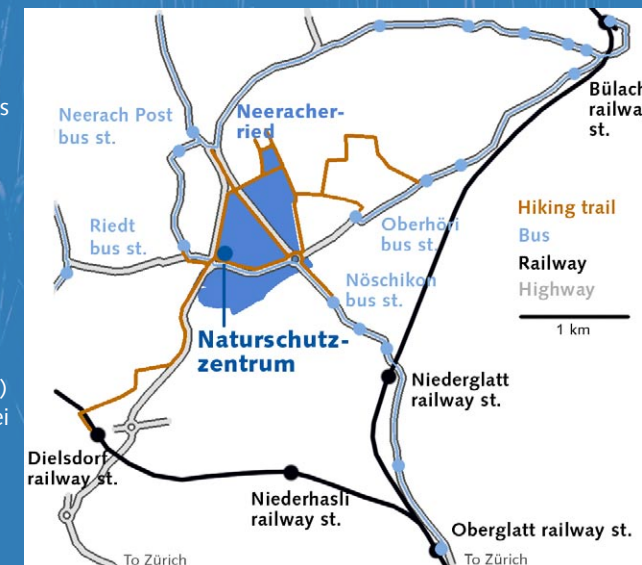 s
)
ei
Neerach Post
bus st.
Neeracher-
ried
Bülach
railway
st.
Riedt
bus st.
Oberhöri
bus st.
Hiking trail
Bus
Railway
Highway
1 km
Nöschikon
bus st.
Naturschutz-
zentrum
Niederglatt
railway st.
Dielsdorf
railway st.
Niederhasli
railway st.
Oberglatt railway st.
To Zürich
To Zürich